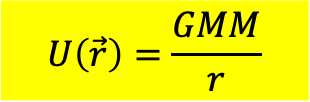 U(r⃗) = GMM/r